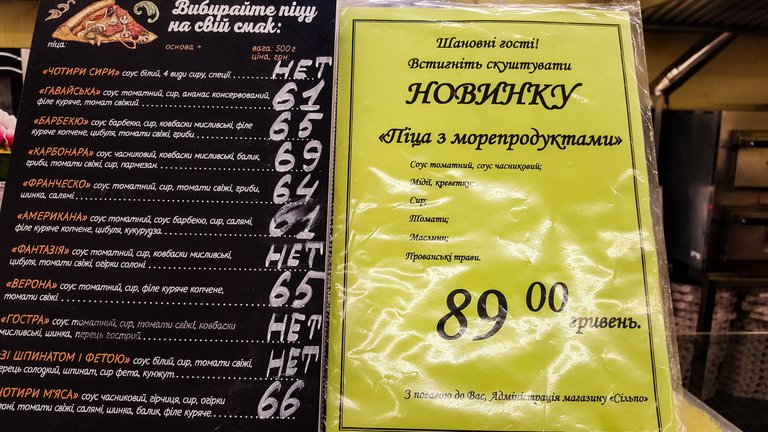 Вибирайте піцу
на свій смак:
піца: основа + вага: 500 г
ціна, грн
«ЧОТИРИ СИРИ» соус білий, 4 види сиру, спеції НЕТ
«ГАВАЙСЬКА» соус томатний, сир, ананас консервований,
філе куряче, томат свіжий 61
«БАРБЕКЮ» соус барбекю, сир, ковбаски мисливські, філе
куряче копчене, цибуля, томати свіжі, гриби 65
«КАРБОНАРА» соус часниковий, ковбаски мисливські, балик,
гриби, томати свіжі, сир, пармезан 69
«ФРАНЧЕСКО» соус томатний, сир, томати свіжі, гриби,
шинка, салямі 64
«АМЕРИКАНА» соус томатний, соус барбекю, сир, салямі,
філе куряче копчене, цибуля, кукурудза
«ФАНТАЗІЯ» соус томатний, сир, ковбаски мисливські,
цибуля, томати свіжі, огірки солоні НЕТ
«ВЕРОНА» соус томатний, сир, філе куряче копчене,
томати свіжі 65
«ГОСТРА» соус томатний, сир, томати свіжі, ковбаски
мисливські, шинка, перець гострий НЕТ
«ЗІ ШПИНАТОМ І ФЕТОЮ» соус білий, сир, томати свіжі,
перець солодкий, шпинат, сир фета, кунжут НЕТ
«ЧОТИРИ М'ЯСА» соус часниковий, гірчиця, сир, огірки
солоні, томати свіжі, салямі, шинка, балик, філе куряче 66
Шановні гості!
Встигніть скуштувати
НОВИНКУ
«Піца з морепродуктами»
Соус томатний, соус часниковий;
Мідії, креветки;
Сир;
Томати;
Маслини;
Прованські трави.
89 00 гривень.
З повагою до Вас, Адміністрація магазину «Сільпо»